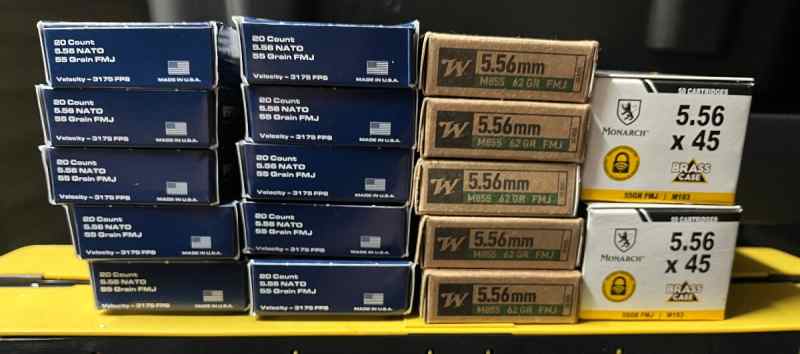 20 Count
5.56 NATO
55 Grain FMJ
Velocity – 3175 FPS
MADE IN U.S.A.
20 Count
5.56 NATO
55 Grain FMJ
Velocity – 3175 FPS
MADE IN U.S.A.
20 Count
5.56 NATO
55 Grain FMJ
Velocity – 3175 FPS
MADE IN U.S.A.
20 Count
5.56 NATO
55 Grain FMJ
Velocity – 3175 FPS
MADE IN U.S.A.
20 Count
5.56 NATO
55 Grain FMJ
Velocity – 3175 FPS
MADE IN U.S.A.
20 Count
5.56 NATO
55 Grain FMJ
Velocity – 3175 FPS
MADE IN U.S.A.
20 Count
5.56 NATO
55 Grain FMJ
Velocity – 3175 FPS
MADE IN U.S.A.
20 Count
5.56 NATO
55 Grain FMJ
Velocity – 3175 FPS
MADE IN U.S.A.
20 Count
5.56 NATO
55 Grain FMJ
Velocity – 3175 FPS
MADE IN U.S.A.
20 Count
5.56 NATO
55 Grain FMJ
Velocity – 3175 FPS
MADE IN U.S.A.
W 5.56mm
M855 62 GR FMJ
W 5.56mm
M855 62 GR FMJ
W 5.56mm
M855 62 GR FMJ
W 5.56mm
M855 62 GR FMJ
W 5.56mm
M855 62 GR FMJ
50 CARTRIDGES
5.56
x 45
MONARCH
BRASS
CASE
55GR FMJ | M193
50 CARTRIDGES
5.56
x 45
MONARCH
BRASS
CASE
55GR FMJ | M193